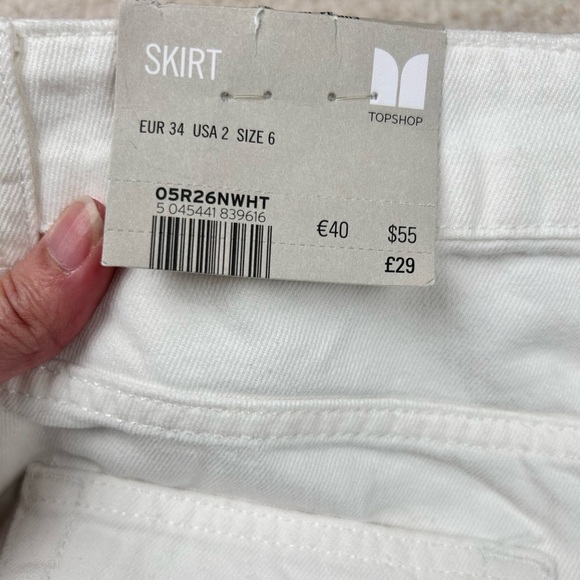 SKIRT
TOPSHOP
EUR 34 USA 2 SIZE 6
05R26NWHT
5 045441 839616
€40 $55
£29